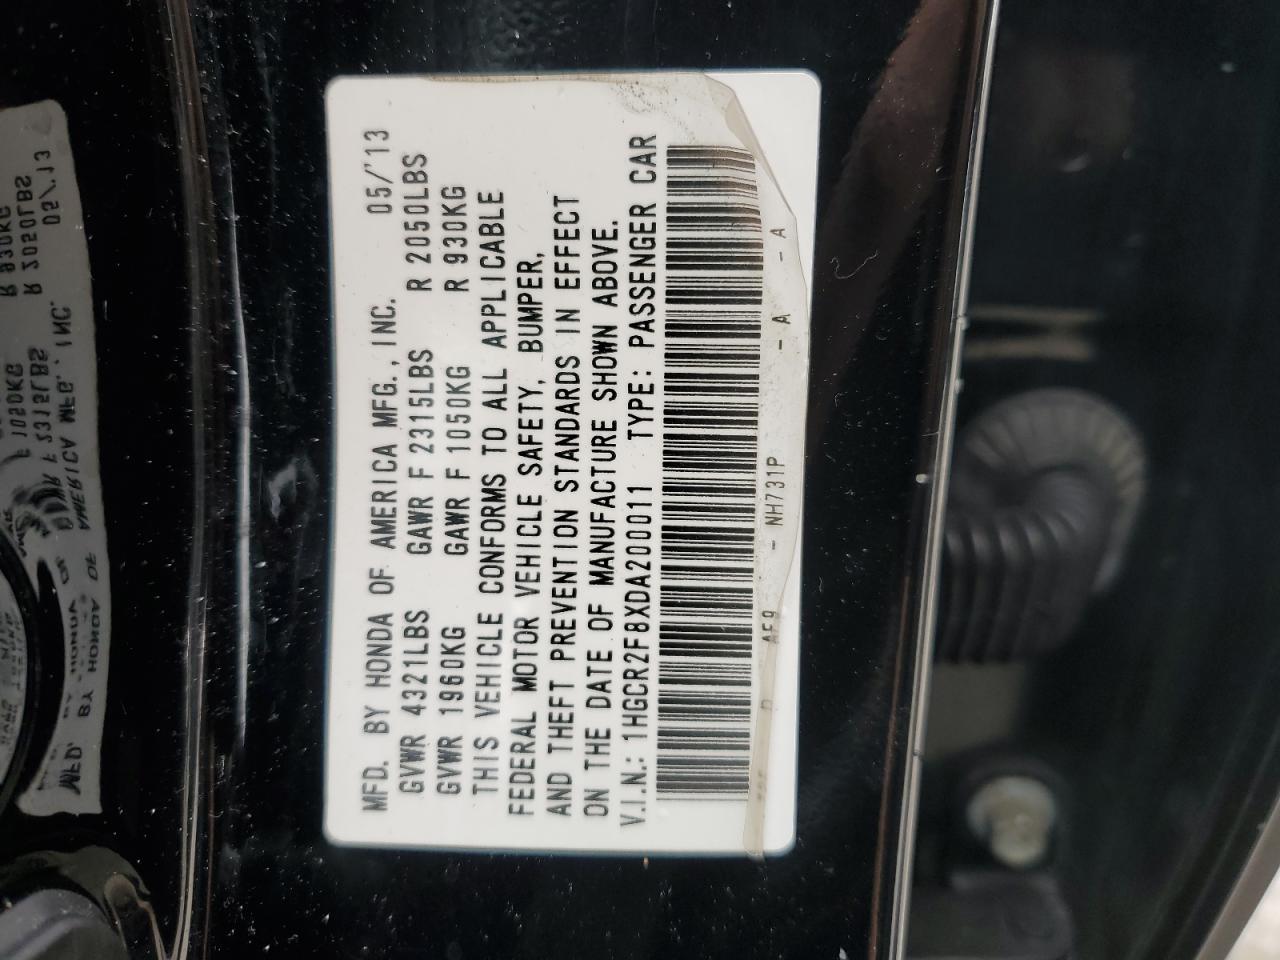 MFD. BY HONDA OF AMERICA MFG., INC. 05/'13
GVWR 4321LBS GAWR F 2315LBS R 2050LBS
GVWR 1960KG GAWR F 1050KG R 930KG
THIS VEHICLE CONFORMS TO ALL APPLICABLE
FEDERAL MOTOR VEHICLE SAFETY, BUMPER,
AND THEFT PREVENTION STANDARDS IN EFFECT
ON THE DATE OF MANUFACTURE SHOWN ABOVE.
V.I.N.: 1HGCR2F8XDA200011 TYPE: PASSENGER CAR
D AF9 - NH731P -A -A